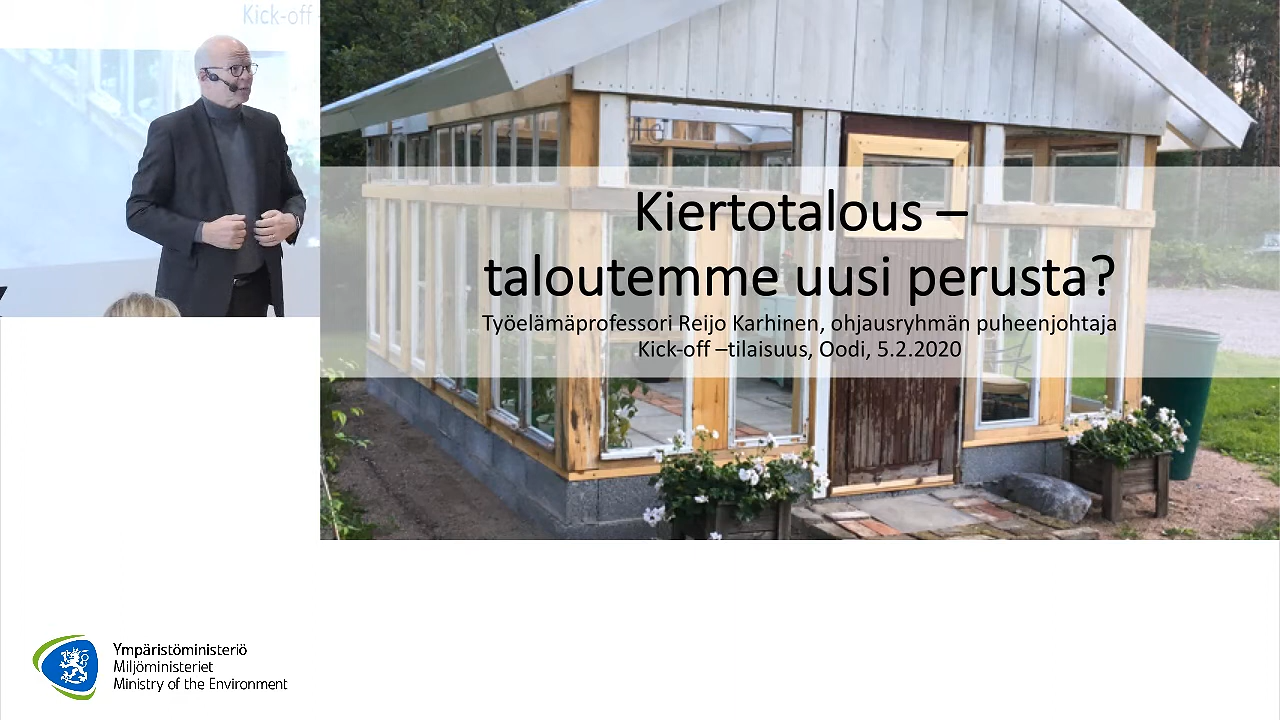 Kick-off
Kiertotalous –
taloutemme uusi perusta?
Työelämäprofessori Reijo Karhinen, ohjausryhmän puheenjohtaja
Kick-off –tilaisuus, Oodi, 5.2.2020
Ympäristöministeriö
Miljöministeriet
Ministry of the Environment